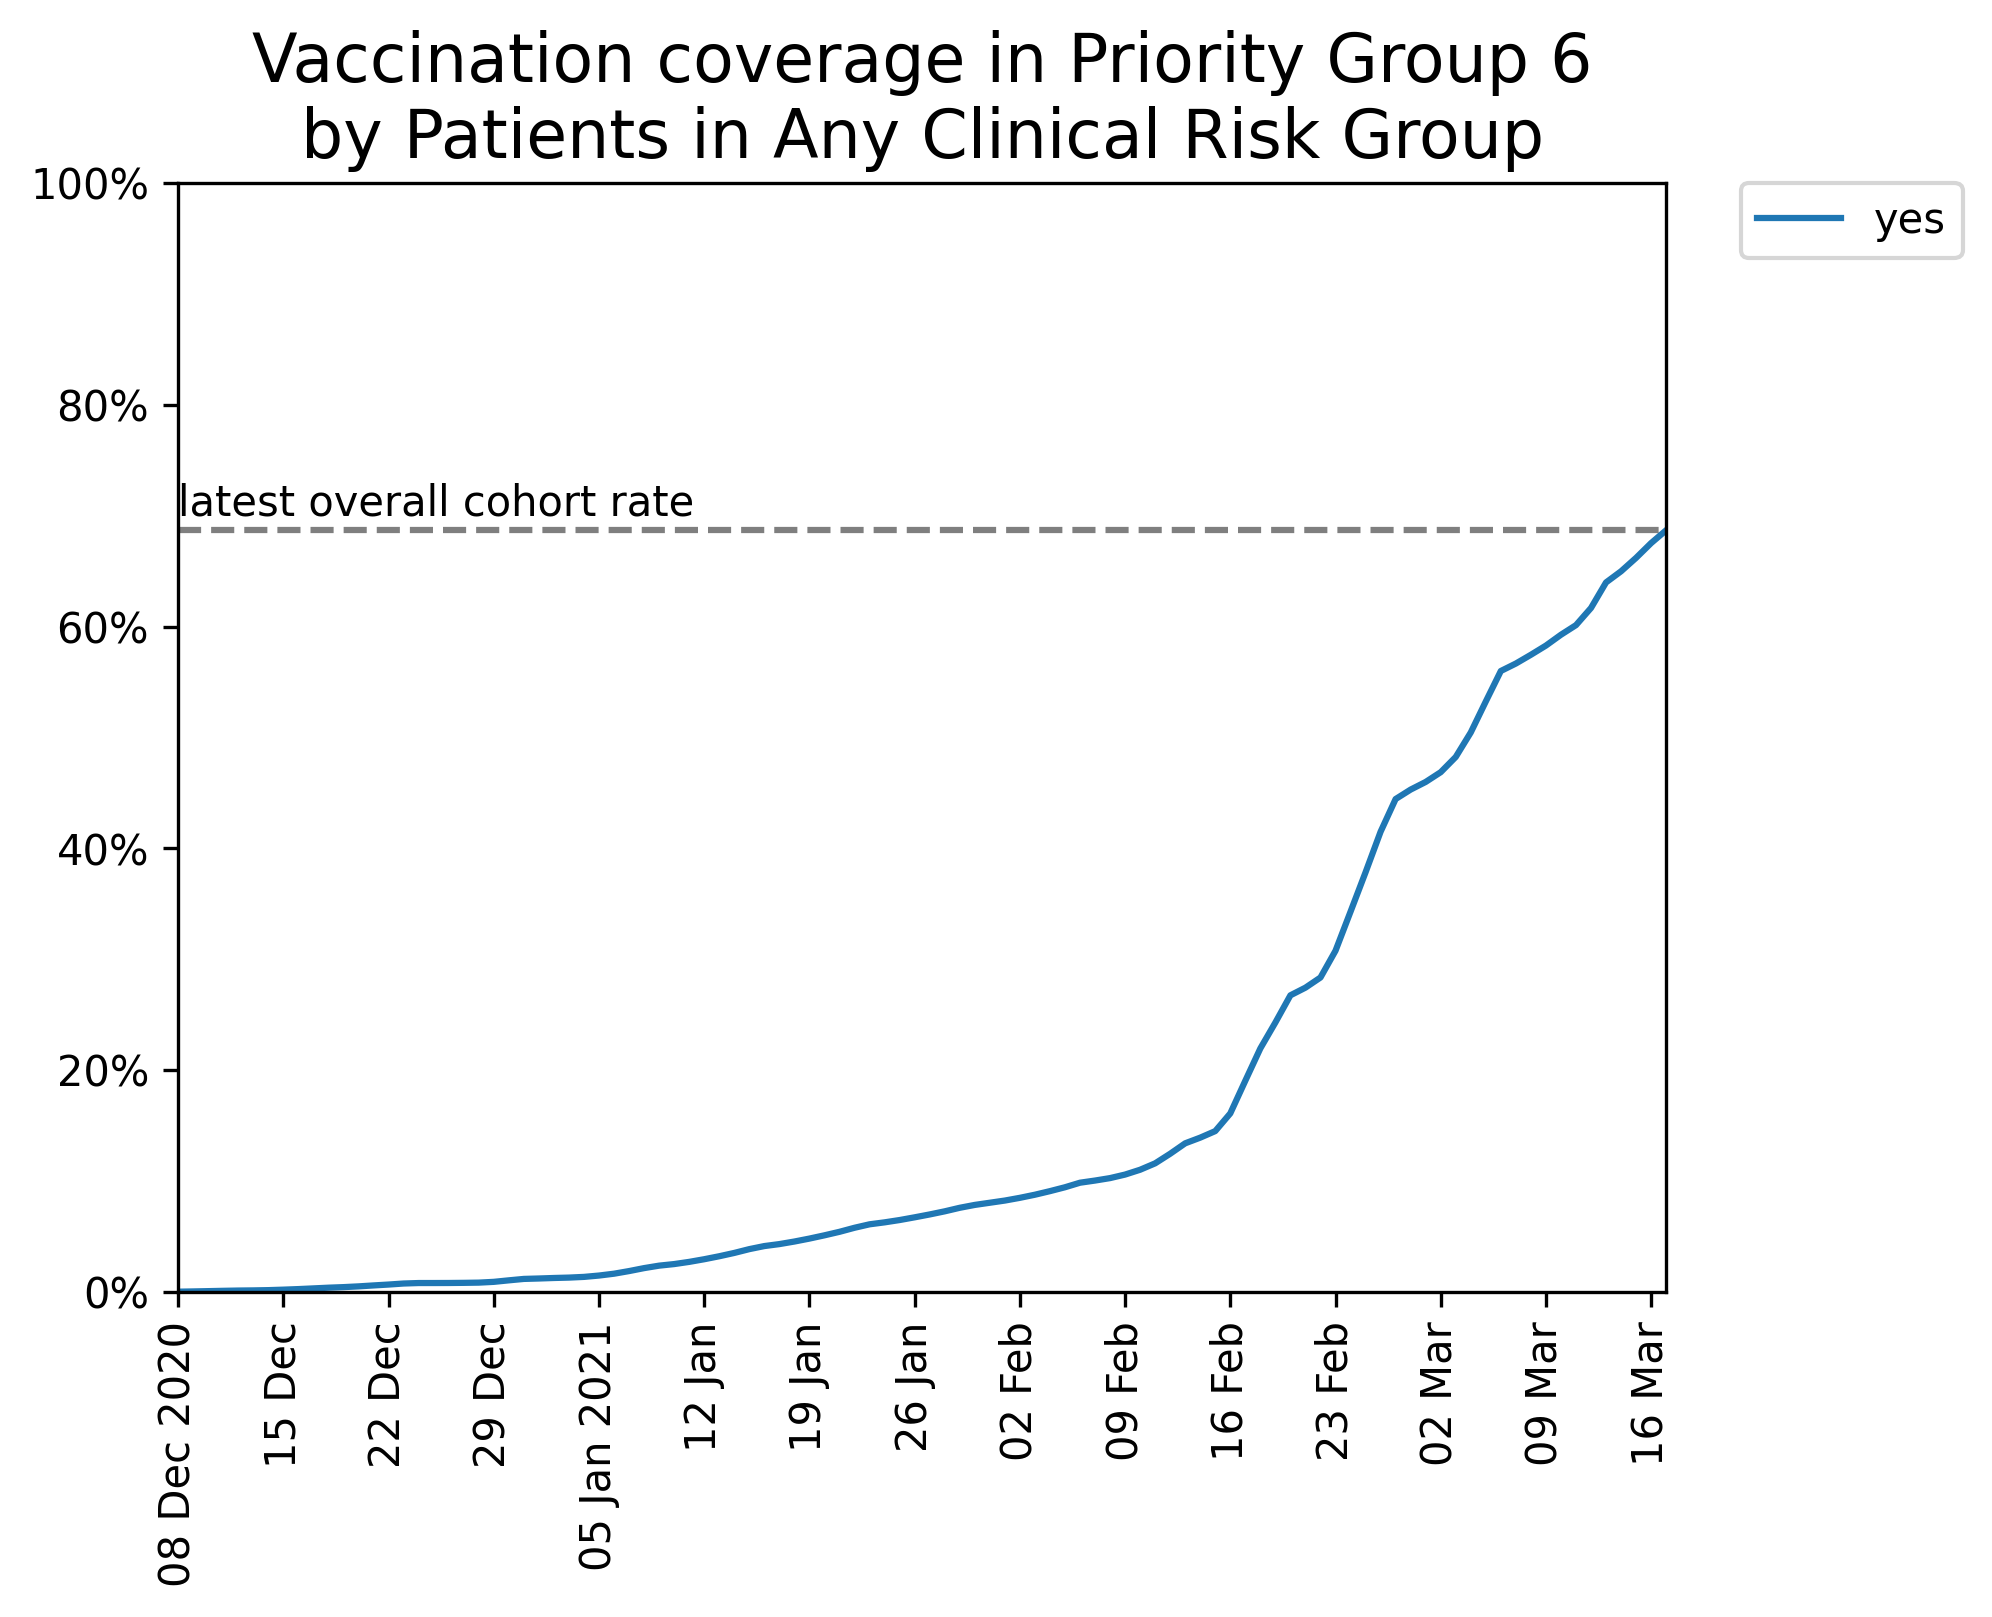 Vaccination coverage in Priority Group 6
by Patients in Any Clinical Risk Group
100%
80%
60%
40%
20%
0%
latest overall cohort rate
yes
08 Dec 2020
15 Dec
22 Dec
29 Dec
05 Jan 2021
12 Jan
19 Jan
26 Jan
02 Feb
09 Feb
16 Feb
23 Feb
02 Mar
09 Mar
16 Mar